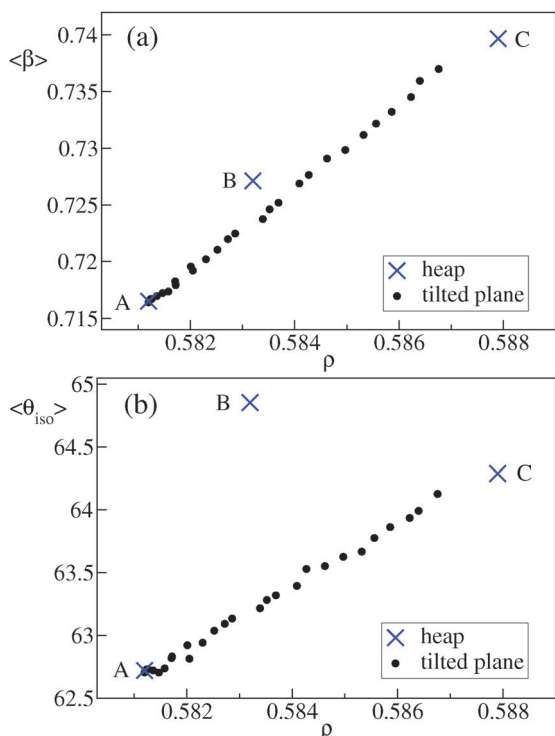 (a)
<β>
0.74
0.735
0.73
0.725
0.72
0.715
A
B
C
heap
tilted plane
0.582 0.584 0.586 0.588
ρ
(b)
<θiso>
65
64.5
64
63.5
63
62.5
A
B
C
heap
tilted plane
0.582 0.584 0.586 0.588
ρ